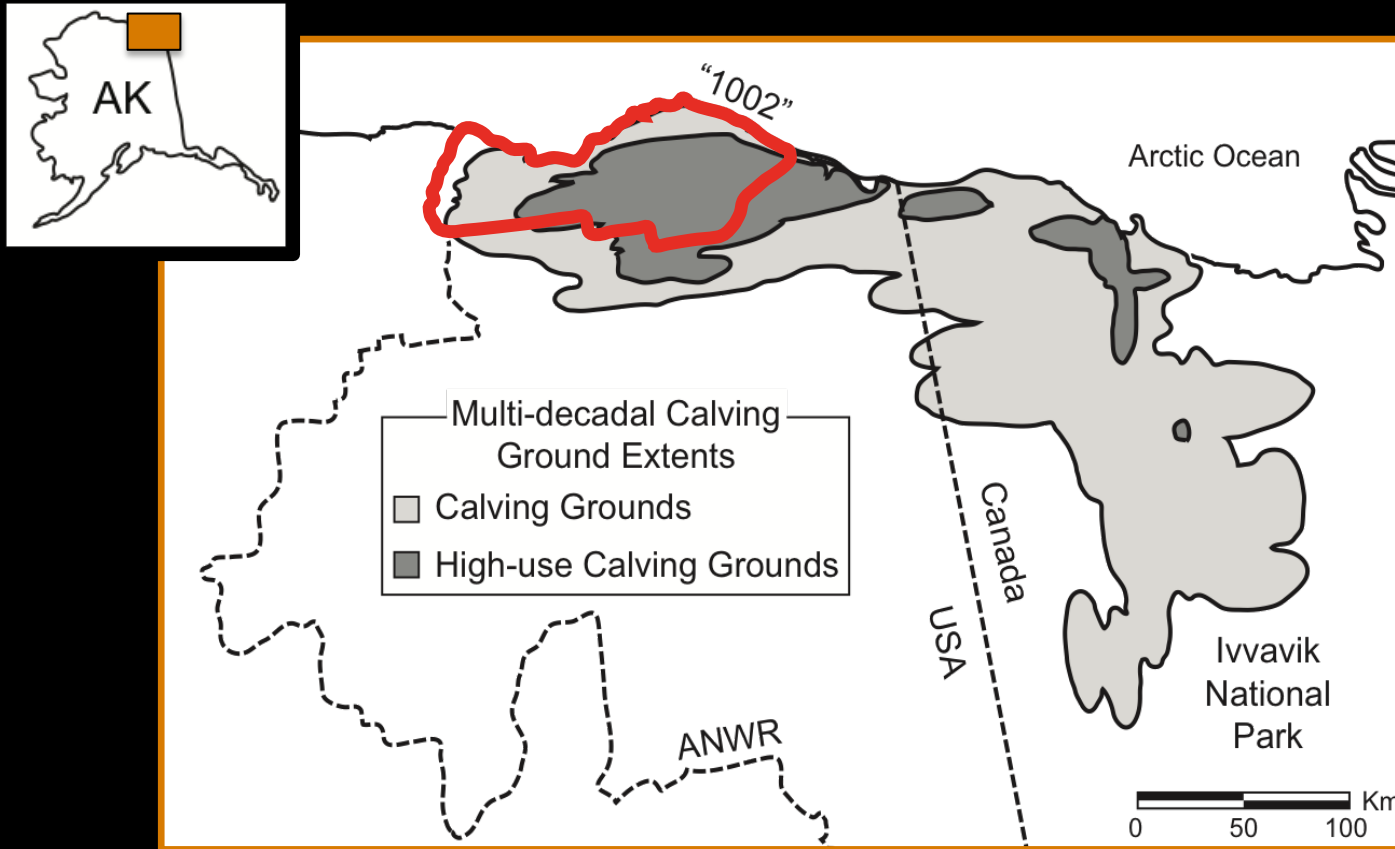 AK
“1002”
Arctic Ocean
Multi-decadal Calving
Ground Extents
Calving Grounds
High-use Calving Grounds
Canada
USA
Ivvavik
National
Park
ANWR
Km
0 50 100